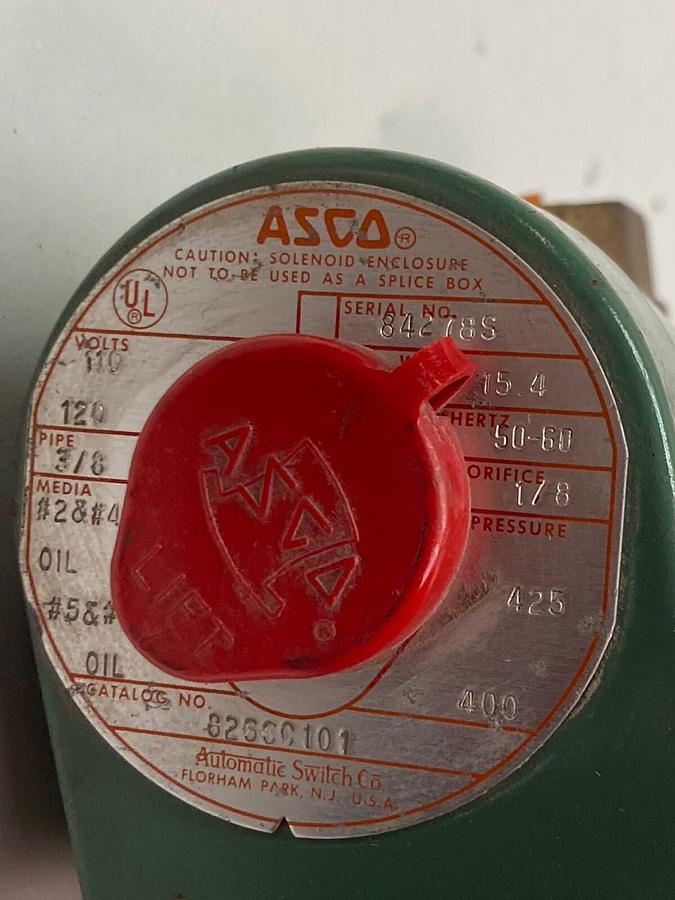 ASCO®
CAUTION: SOLENOID ENCLOSURE
NOT TO BE USED AS A SPLICE BOX
UL
®
SERIAL NO.
84278S
VOLTS
110
120
15.4
HERTZ
50-60
PIPE
3/8
ORIFICE
1/8
MEDIA
#2&#4
OIL
#5&#
OIL
PRESSURE
425
400
ASCO
®
LIFT
CATALOG NO.
Automatic Switch Co.
FLORHAM PARK, N.J. U.S.A.